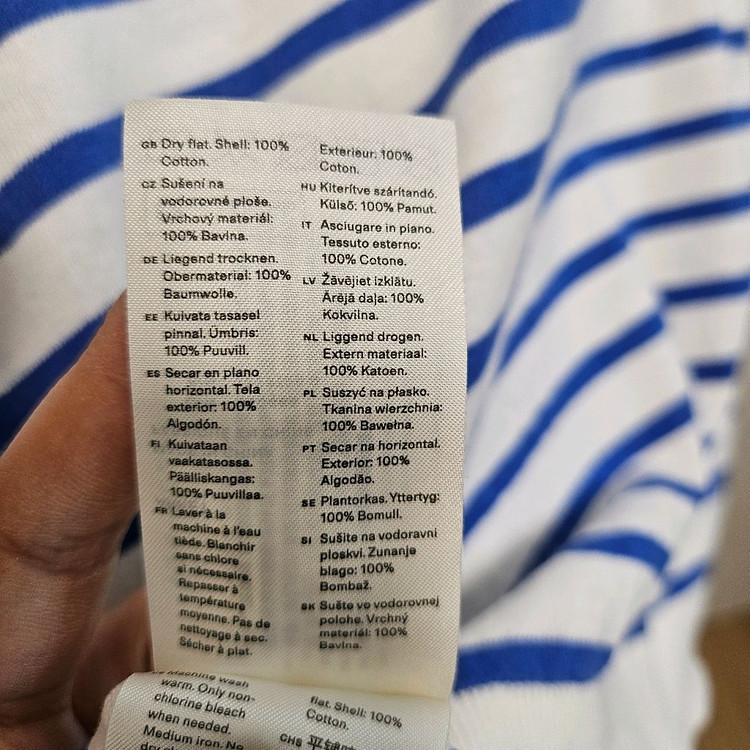 GB Dry flat. Shell: 100%
Cotton.
CZ Sušení na
vodorovné ploše.
Vrchový materiál:
100% Bavlna.
DE Liegend trocknen.
Obermaterial: 100%
Baumwolle.
EE Kuivata tasasel
pinnal. Ümbris:
100% Puuvill.
ES Secar en plano
horizontal. Tela
exterior: 100%
Algodón.
FI Kuivataan
vaakatasossa.
Päälliskangas:
100% Puuvillaa.
FR Laver à la
machine à l'eau
tiède. Blanchir
sans chlore
si nécessaire.
Repasser à
température
moyenne. Pas de
nettoyage à sec.
Sécher à plat.
Exterieur: 100%
Coton.
HU Kiterítve szárítandó.
Külső: 100% Pamut.
IT Asciugare in piano.
Tessuto esterno:
100% Cotone.
LV Žāvējiet izklātu.
Ārējā daļa: 100%
Kokvilna.
NL Liggend drogen.
Extern materiaal:
100% Katoen.
PL Suszyć na płasko.
Tkanina wierzchnia:
100% Bawełna.
PT Secar na horizontal.
Exterior: 100%
Algodão.
SE Plantorkas. Yttertyg:
100% Bomull.
SI Sušite na vodoravni
ploskvi. Zunanje
blago: 100%
Bombaž.
SK Sušte vo vodorovnej
polohe. Vrchný
materiál: 100%
Bavlna.
Machine wash
warm. Only non-
chlorine bleach
when needed.
Medium iron. No
flat. Shell: 100%
Cotton.
CHS